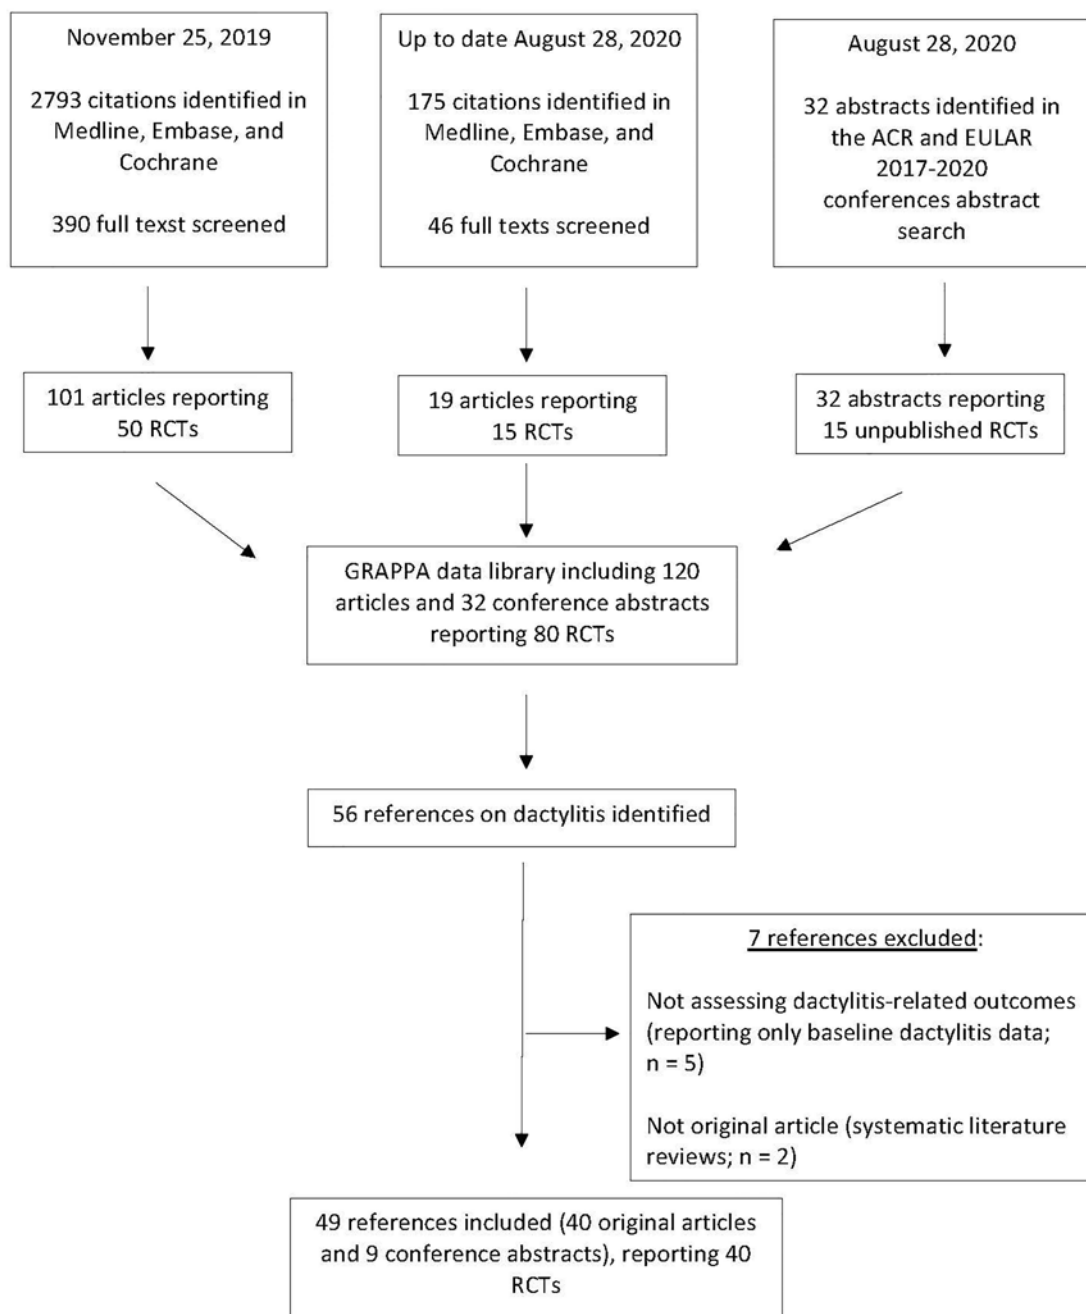 November 25, 2019
2793 citations identified in
Medline, Embase, and
Cochrane
390 full texst screened
Up to date August 28, 2020
175 citations identified in
Medline, Embase, and
Cochrane
46 full texts screened
August 28, 2020
32 abstracts identified in
the ACR and EULAR
2017-2020
conferences abstract
search
101 articles reporting
50 RCTs
19 articles reporting
15 RCTs
32 abstracts reporting
15 unpublished RCTs
GRAPPA data library including 120
articles and 32 conference abstracts
reporting 80 RCTs
56 references on dactylitis identified
7 references excluded:
Not assessing dactylitis-related outcomes
(reporting only baseline dactylitis data;
n = 5)
Not original article (systematic literature
reviews; n = 2)
49 references included (40 original articles
and 9 conference abstracts), reporting 40
RCTs